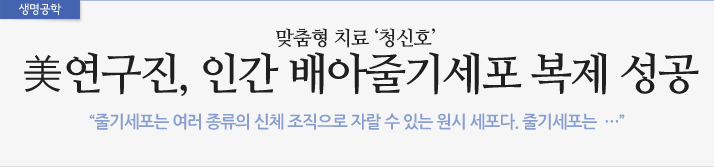 생명공학
맞춤형 치료 ‘청신호’
美연구진, 인간 배아줄기세포 복제 성공
“줄기세포는 여러 종류의 신체 조직으로 자랄 수 있는 원시 세포다. 줄기세포는 …”